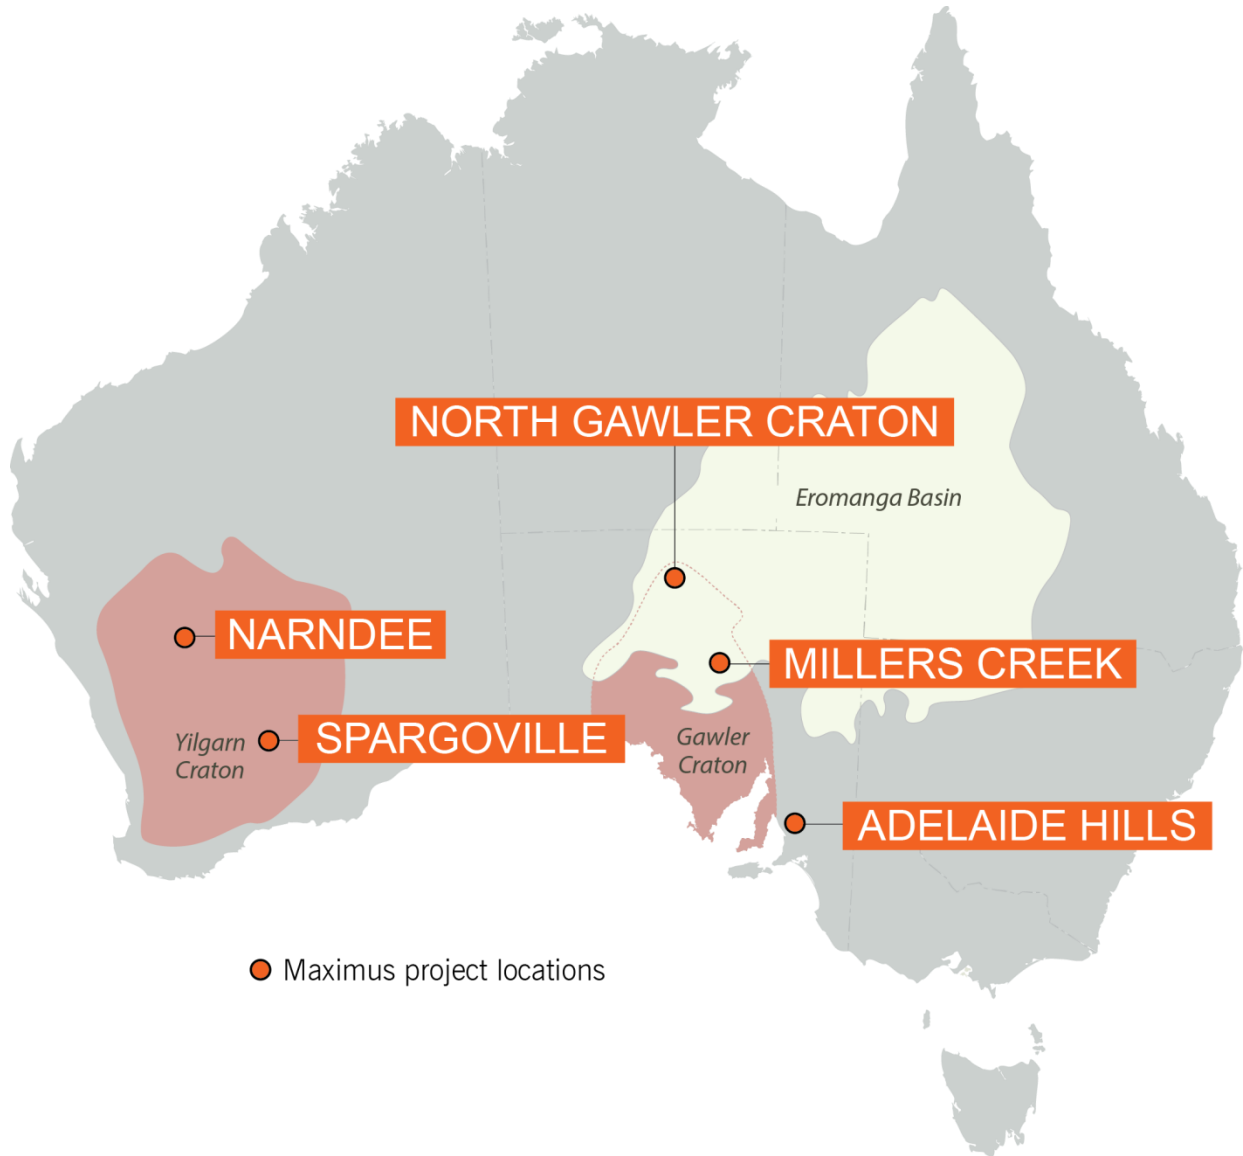 NORTH GAWLER CRATON
Eromanga Basin
NARNDEE
MILLERS CREEK
SPARGOVILLE
Yilgarn
Craton
Gawler
Craton
ADELAIDE HILLS
Maximus project locations